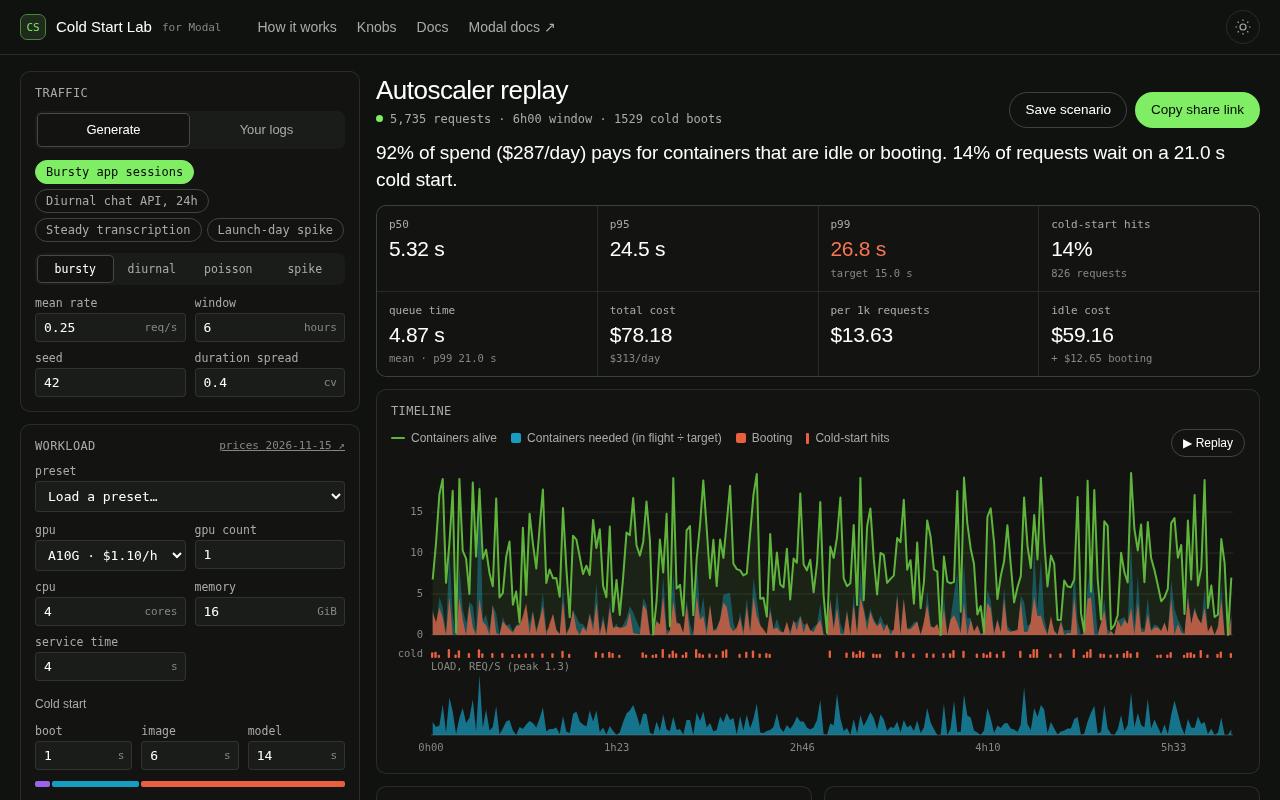 CS Cold Start Lab for Modal How it works Knobs Docs Modal docs ↗
TRAFFIC
Generate Your logs
Bursty app sessions
Diurnal chat API, 24h
Steady transcription Launch-day spike
bursty diurnal poisson spike
mean rate window
0.25 req/s 6 hours
seed duration spread
42 0.4 cv
WORKLOAD prices 2026-11-15 ↗
preset
Load a preset…
gpu gpu count
A10G · $1.10/h 1
cpu memory
4 cores 16 GiB
service time
4 s
Cold start
boot image model
1 s 6 s 14 s
Autoscaler replay
5,735 requests · 6h00 window · 1529 cold boots
Save scenario Copy share link
92% of spend ($287/day) pays for containers that are idle or booting. 14% of requests wait on a 21.0 s
cold start.
p50 p95 p99 cold-start hits
5.32 s 24.5 s 26.8 s 14%
target 15.0 s 826 requests
queue time total cost per 1k requests idle cost
4.87 s $78.18 $13.63 $59.16
mean · p99 21.0 s $313/day + $12.65 booting
TIMELINE
Containers alive Containers needed (in flight ÷ target) Booting Cold-start hits ▶ Replay
15
10
5
0
cold
LOAD, REQ/S (peak 1.3)
0h00 1h23 2h46 4h10 5h33